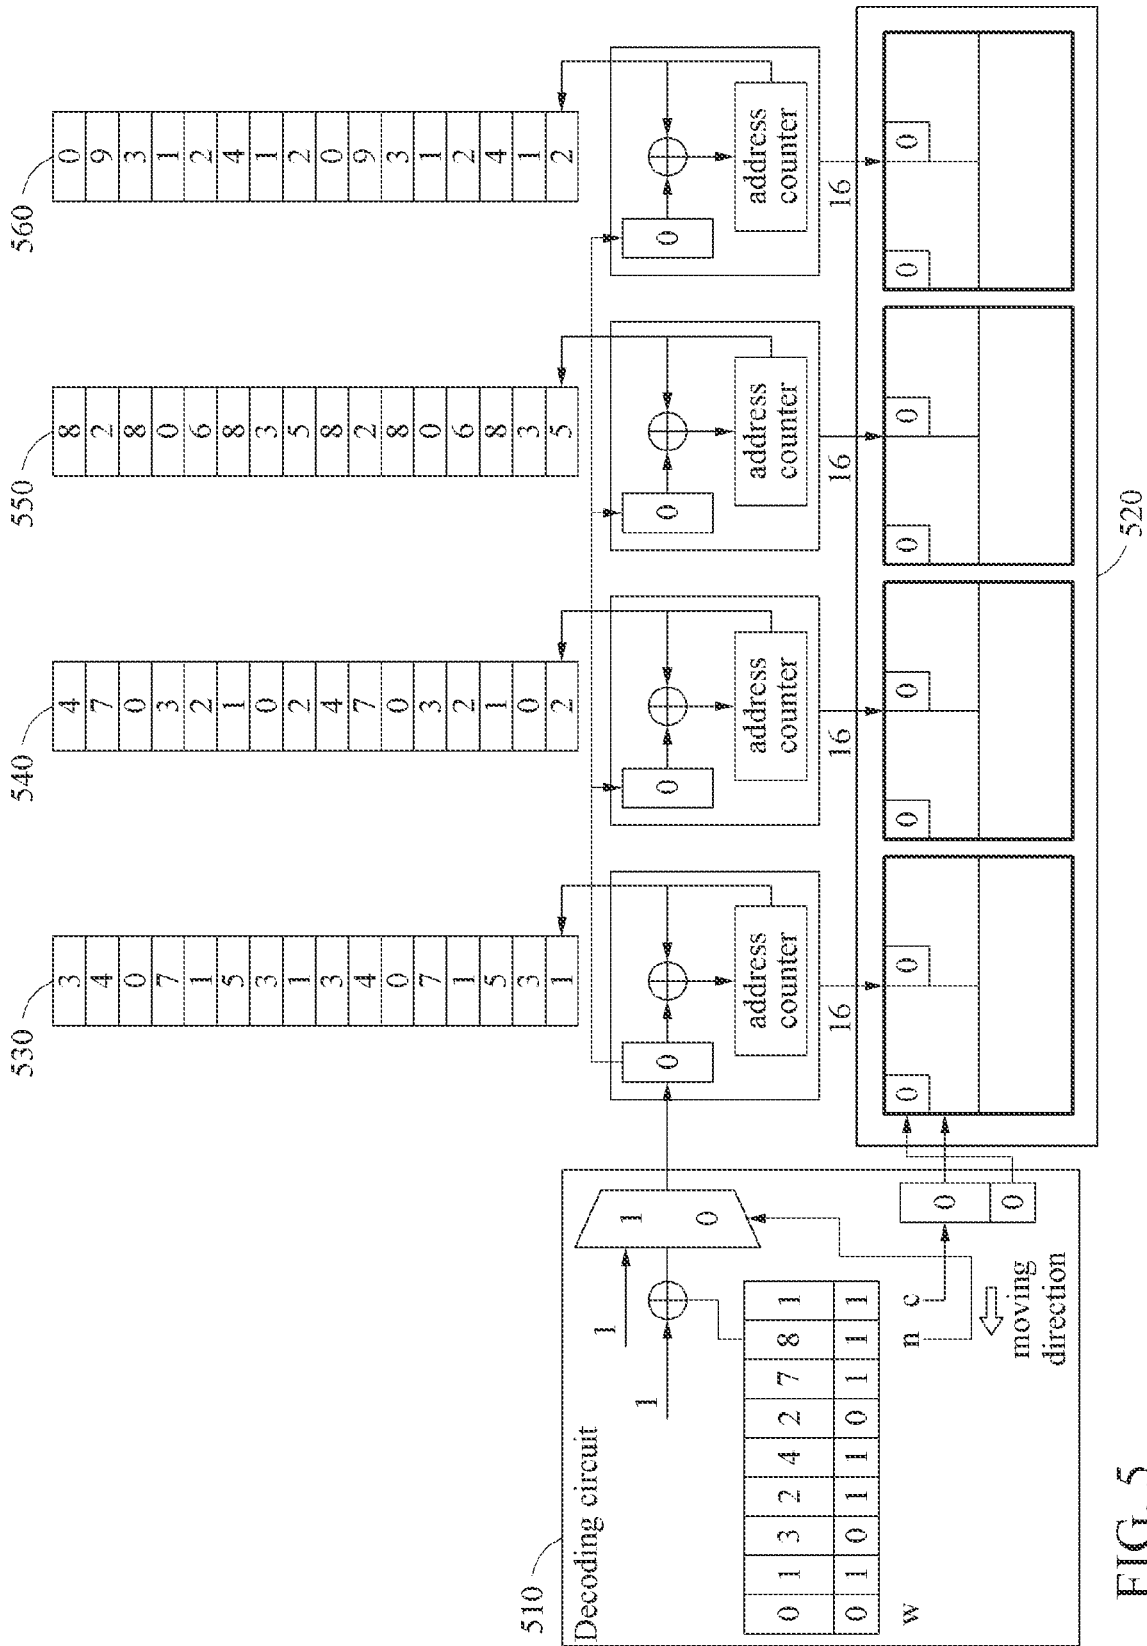 530 540 550 560
3 4 8 0
4 7 2 9
0 0 8 3
7 3 0 1
1 2 6 2
5 1 8 4
3 0 3 1
1 2 5 2
3 4 8 0
4 7 2 9
0 0 8 3
7 3 0 1
1 2 6 2
5 1 8 4
3 0 3 1
1 2 5 2
510
Decoding circuit
1
1
1
0
0 1 3 2 4 2 7 8 1
0 1 0 1 1 0 1 1 1
w n c
moving
direction
0
0
0 0 0 0
address
counter
address
counter
address
counter
address
counter
16 16 16 16
0 0 0 0 0 0 0 0
520
FIG. 5